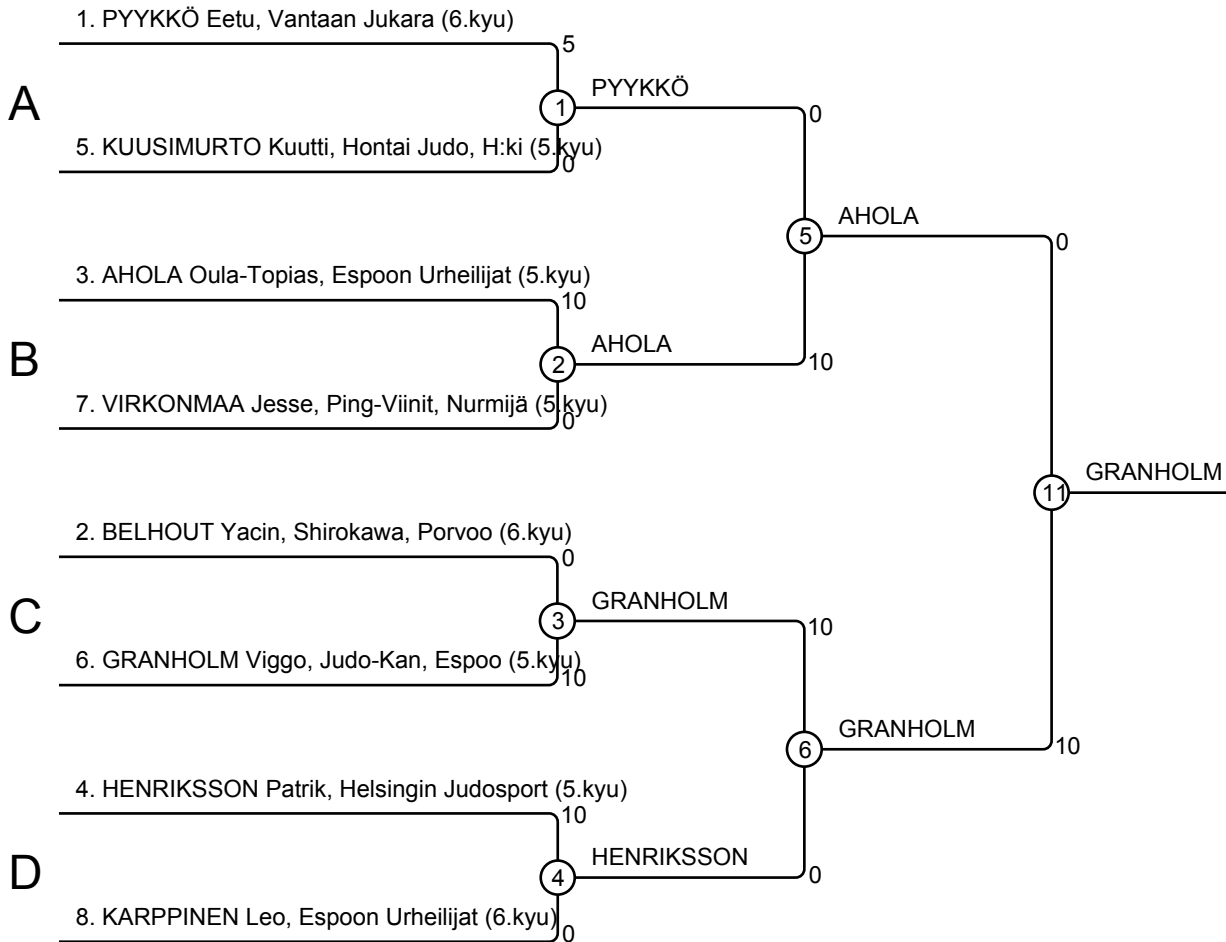 1. PYYKKÖ Eetu, Vantaan Jukara (6.kyu)
5
A
1
PYYKKÖ
0
5. KUUSIMURTO Kuutti, Hontai Judo, H:ki (5.kyu)
0
5
AHOLA
0
3. AHOLA Oula-Topias, Espoon Urheilijat (5.kyu)
10
B
2
AHOLA
10
7. VIRKONMAA Jesse, Ping-Viinit, Nurmijä (5.kyu)
0
11
GRANHOLM
2. BELHOUT Yacin, Shirokawa, Porvoo (6.kyu)
0
C
3
GRANHOLM
10
6. GRANHOLM Viggo, Judo-Kan, Espoo (5.kyu)
10
6
GRANHOLM
10
4. HENRIKSSON Patrik, Helsingin Judosport (5.kyu)
10
D
4
HENRIKSSON
0
8. KARPPINEN Leo, Espoon Urheilijat (6.kyu)
0